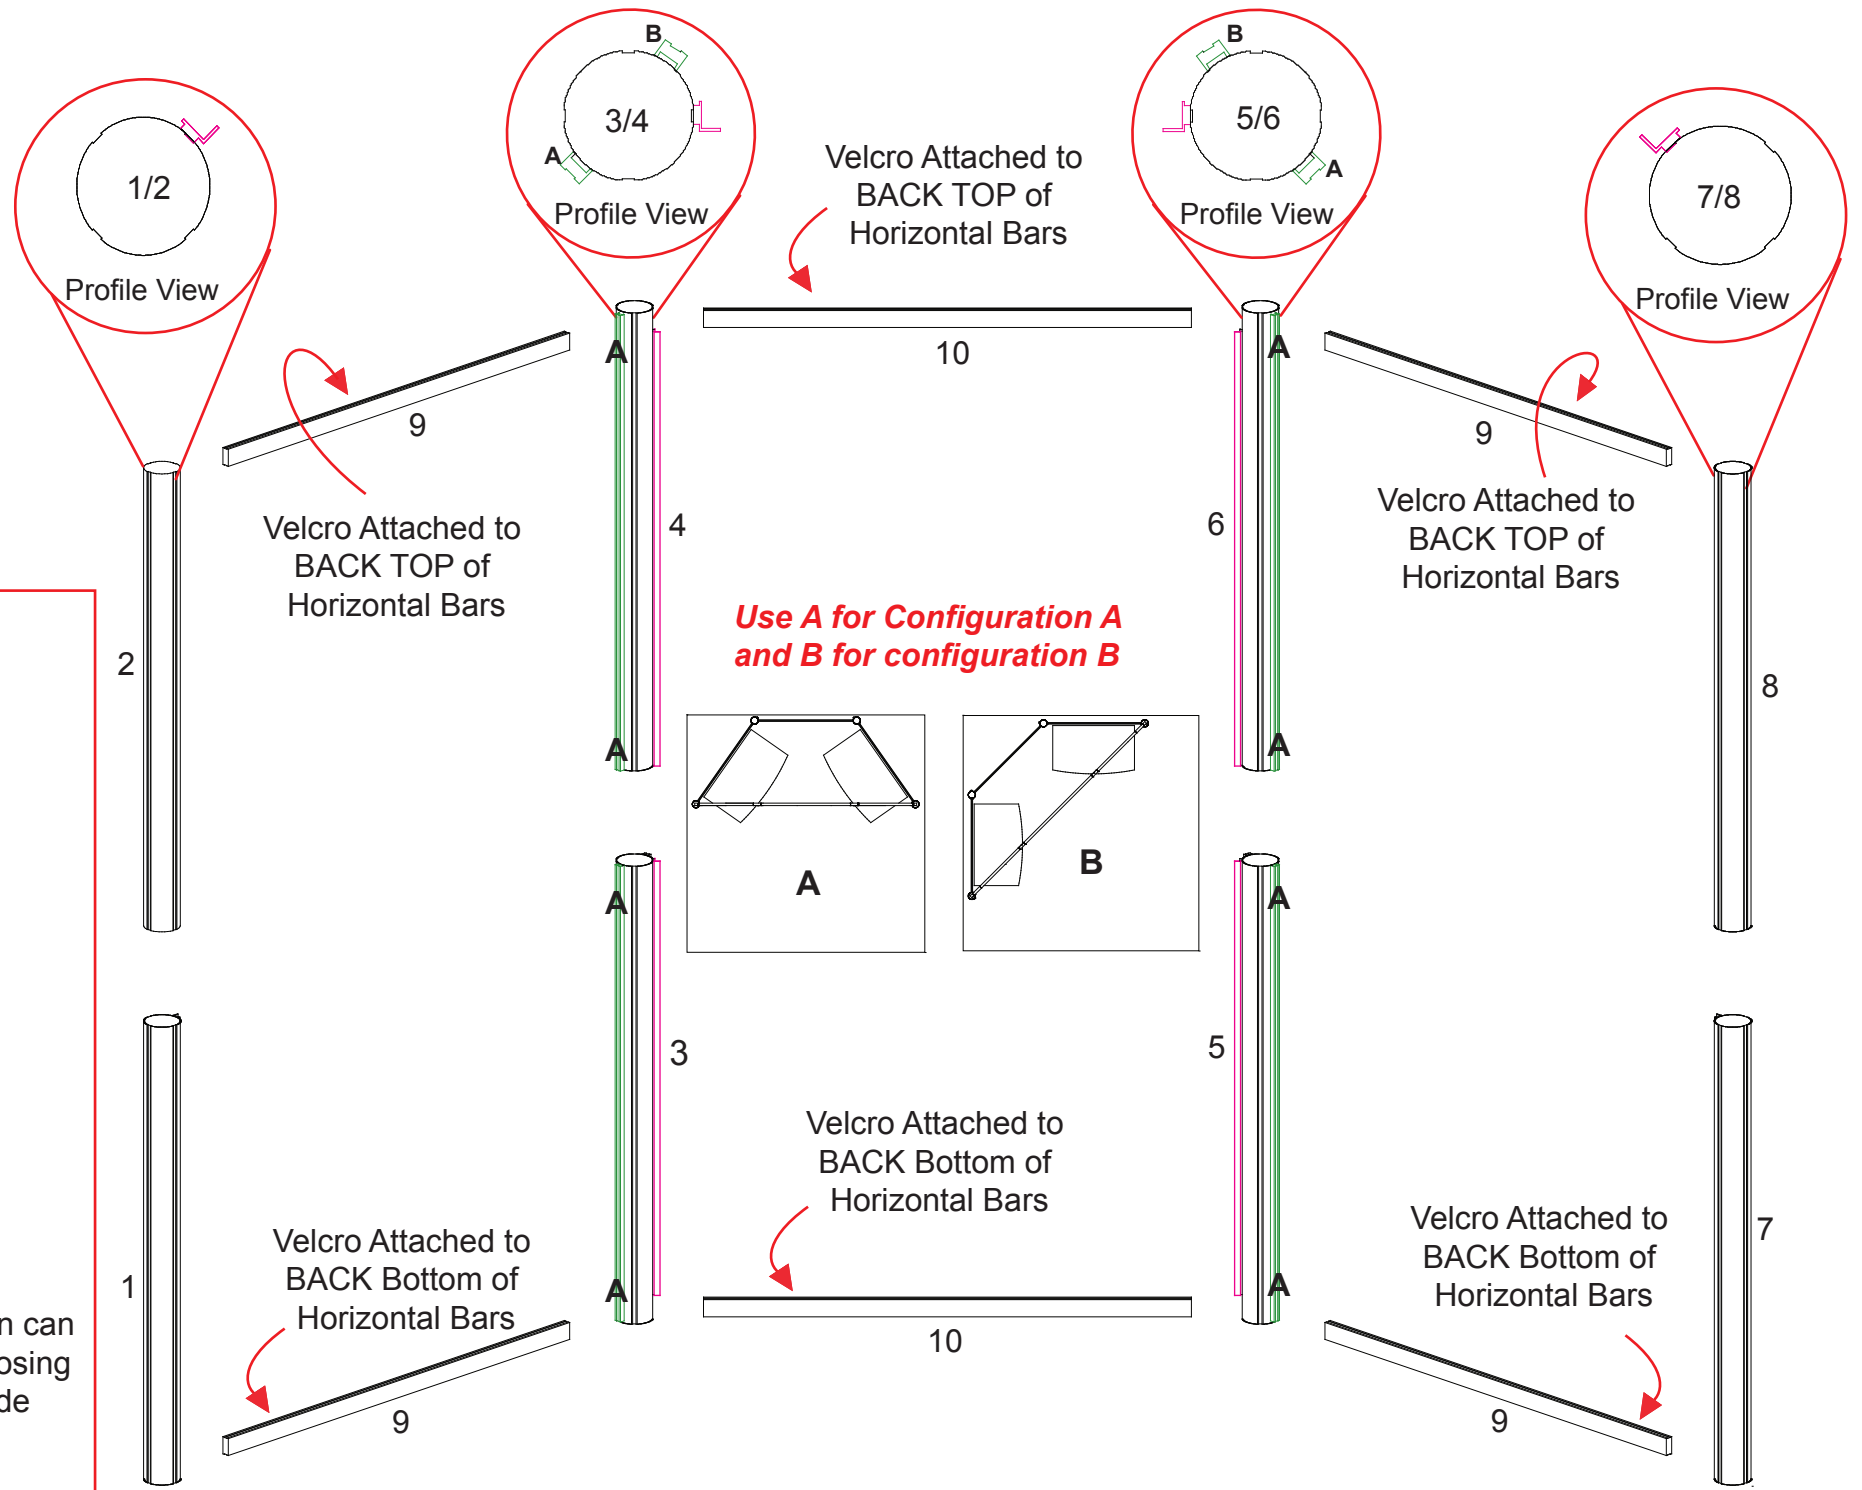 B
3/4
A
Profile View
B
5/6
A
Profile View
1/2
Profile View
7/8
Profile View
Velcro Attached to
BACK TOP of
Horizontal Bars
10
A
A
9
9
Velcro Attached to
BACK TOP of
Horizontal Bars
4
6
Velcro Attached to
BACK TOP of
Horizontal Bars
Use A for Configuration A
and B for configuration B
2
8
A
A
A
B
A
A
3
5
Velcro Attached to
BACK Bottom of
Horizontal Bars
1
7
Velcro Attached to
BACK Bottom of
Horizontal Bars
A
A
Velcro Attached to
BACK Bottom of
Horizontal Bars
10
9
9
can